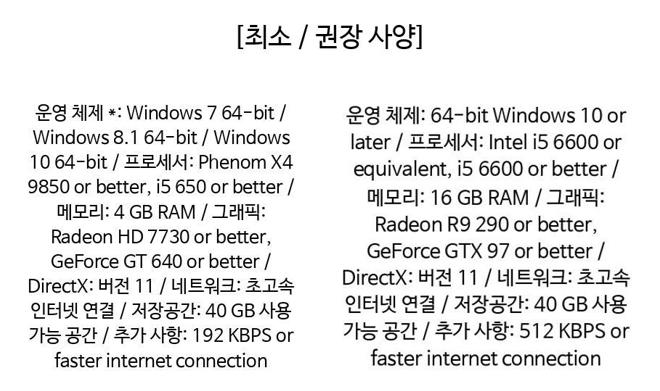 [최소 / 권장 사양]
운영 체제 *: Windows 7 64-bit /
Windows 8.1 64-bit / Windows
10 64-bit / 프로세서: Phenom X4
9850 or better, i5 650 or better /
메모리: 4 GB RAM / 그래픽:
Radeon HD 7730 or better,
GeForce GT 640 or better /
DirectX: 버전 11 / 네트워크: 초고속
인터넷 연결 / 저장공간: 40 GB 사용
가능 공간 / 추가 사항: 192 KBPS or
faster internet connection
운영 체제: 64-bit Windows 10 or
later / 프로세서: Intel i5 6600 or
equivalent, i5 6600 or better /
메모리: 16 GB RAM / 그래픽:
Radeon R9 290 or better,
GeForce GTX 97 or better /
DirectX: 버전 11 / 네트워크: 초고속
인터넷 연결 / 저장공간: 40 GB 사용
가능 공간 / 추가 사항: 512 KBPS or
faster internet connection